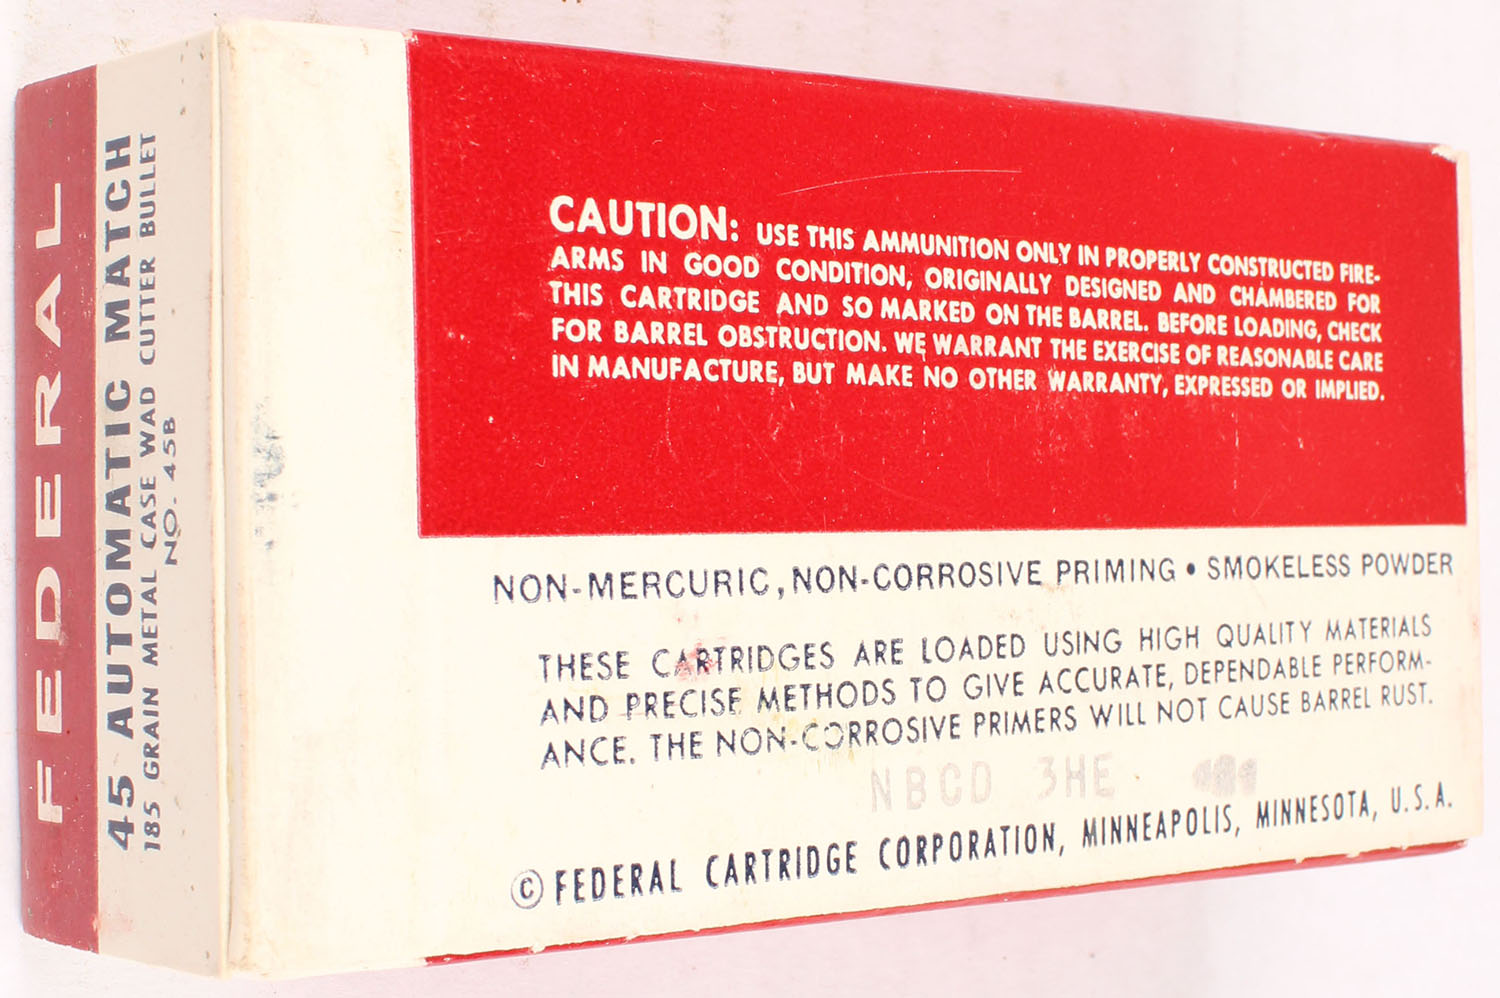 FEDERAL
45 AUTOMATIC MATCH
185 GRAIN METAL CASE WAD CUTTER BULLET
NO. 45B
CAUTION: USE THIS AMMUNITION ONLY IN PROPERLY CONSTRUCTED FIRE-
ARMS IN GOOD CONDITION, ORIGINALLY DESIGNED AND CHAMBERED FOR
THIS CARTRIDGE AND SO MARKED ON THE BARREL. BEFORE LOADING, CHECK
FOR BARREL OBSTRUCTION. WE WARRANT THE EXERCISE OF REASONABLE CARE
IN MANUFACTURE, BUT MAKE NO OTHER WARRANTY, EXPRESSED OR IMPLIED.
NON-MERCURIC, NON-CORROSIVE PRIMING • SMOKELESS POWDER
THESE CARTRIDGES ARE LOADED USING HIGH QUALITY MATERIALS
AND PRECISE METHODS TO GIVE ACCURATE, DEPENDABLE PERFORM-
ANCE. THE NON-CORROSIVE PRIMERS WILL NOT CAUSE BARREL RUST.
NBCD 3HE
© FEDERAL CARTRIDGE CORPORATION, MINNEAPOLIS, MINNESOTA, U.S.A.